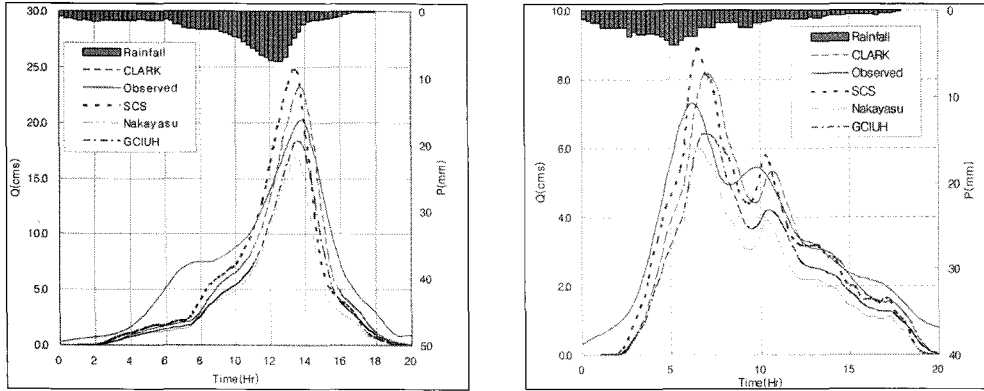 30.0
25.0
20.0
15.0
10.0
5.0
0.0
Q(cms)
0
10
20
30
40
50
P(mm)
Rainfall
CLARK
Observed
SCS
Nakayasu
GCIUH
0 2 4 6 8 10 12 14 16 18 20
Time(Hr)
10.0
8.0
6.0
4.0
2.0
0.0
Q(cms)
0
10
20
30
40
P(mm)
Rainfall
CLARK
Observed
SCS
Nakayasu
GCIUH
0 5 10 15 20
Time(Hr)